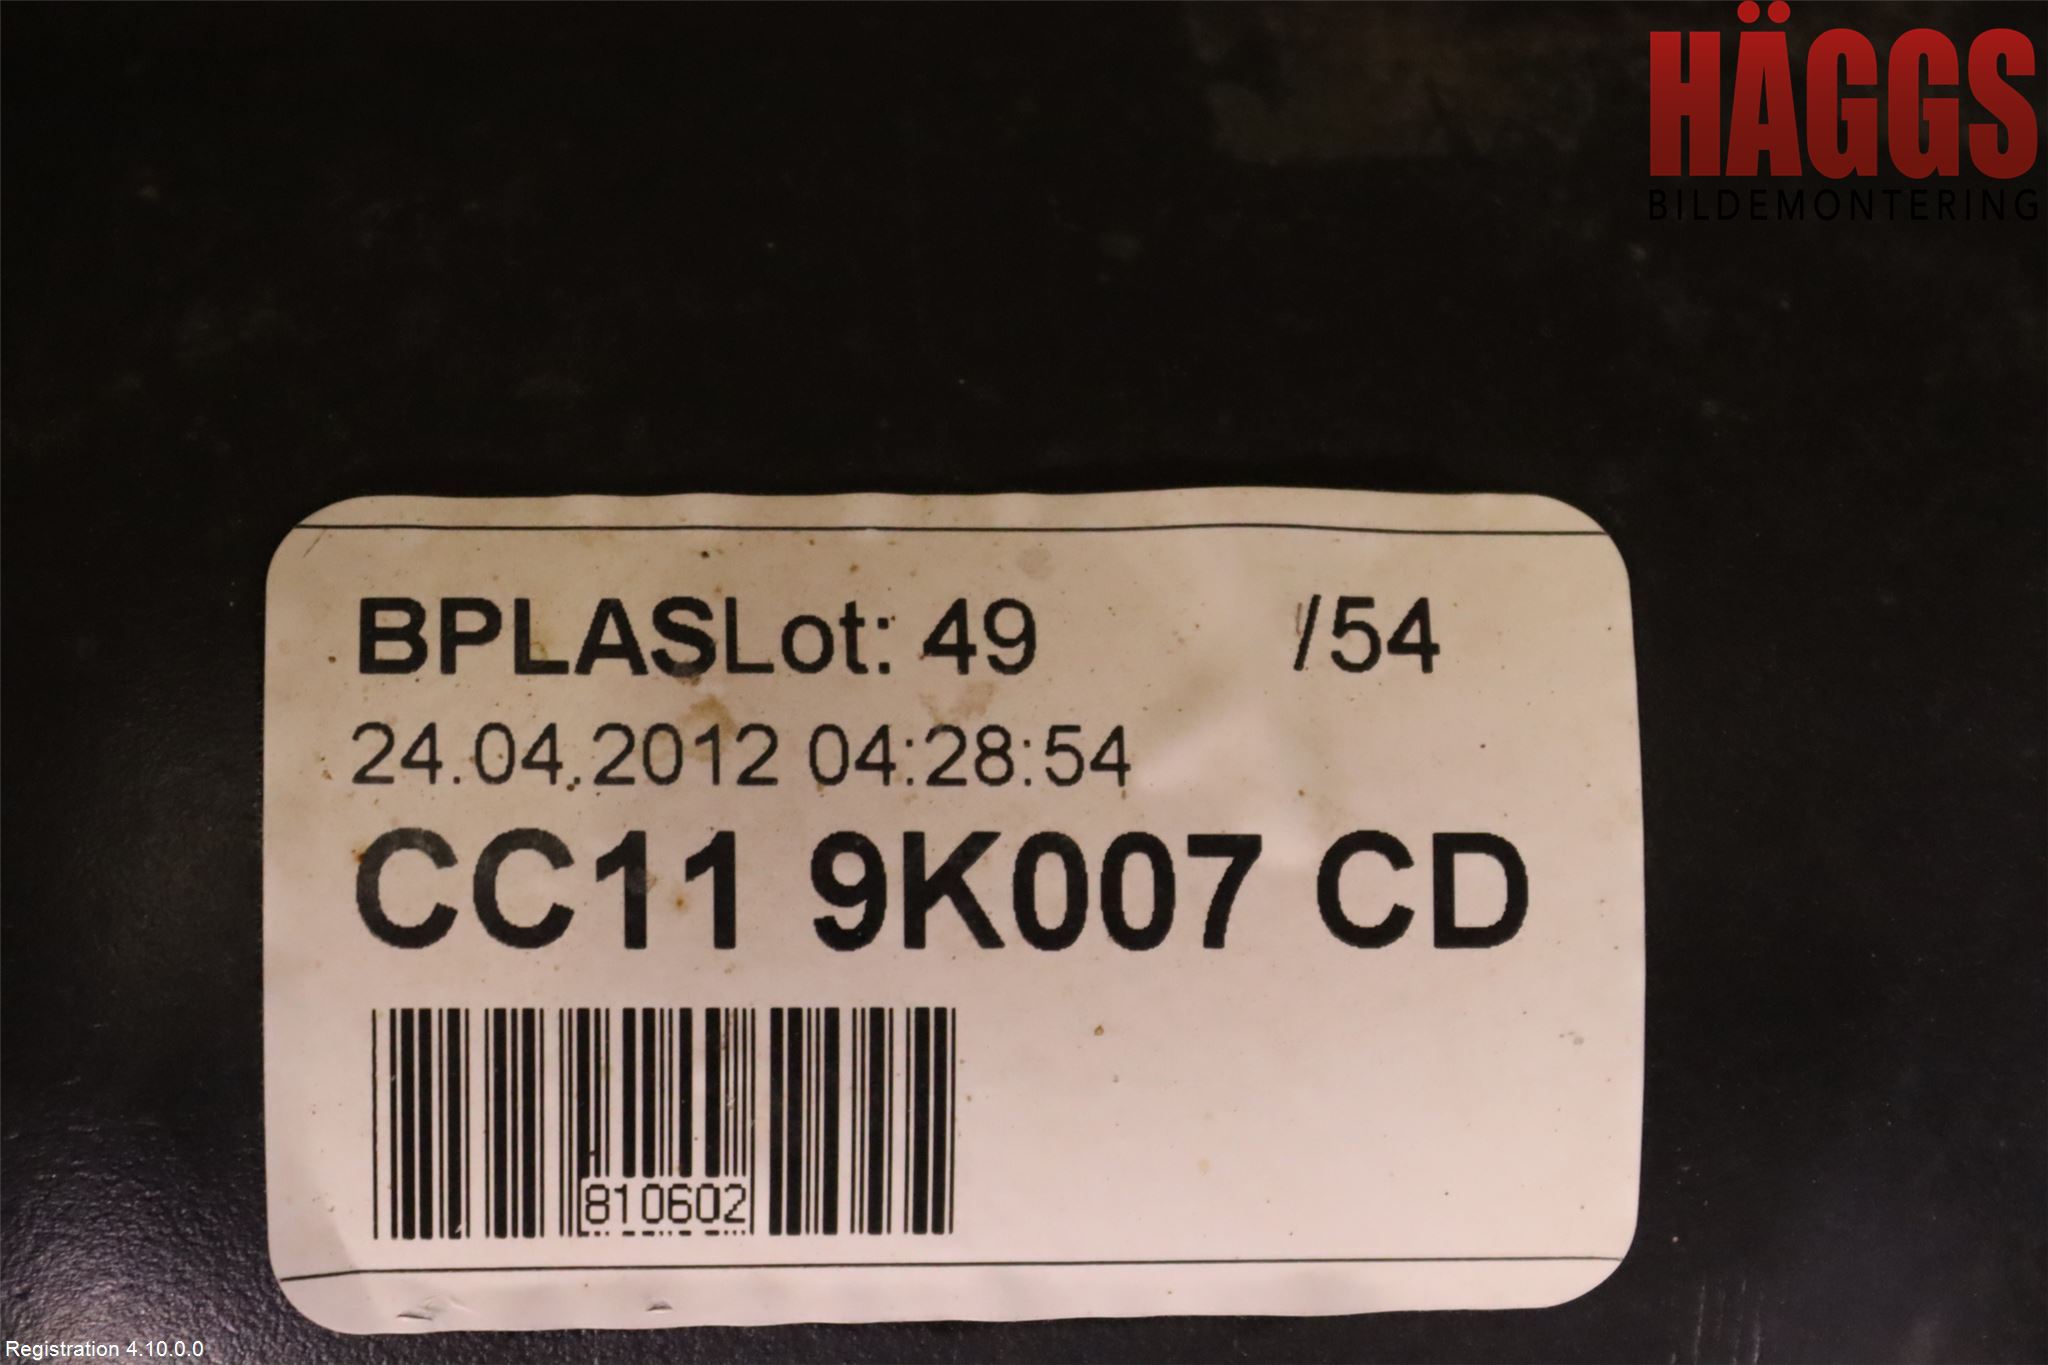 HÄGGS
BILDEMONTERING
BPLASLot: 49 /54
24.04.2012 04:28:54
CC11 9K007 CD
810602
Registration 4.10.0.0